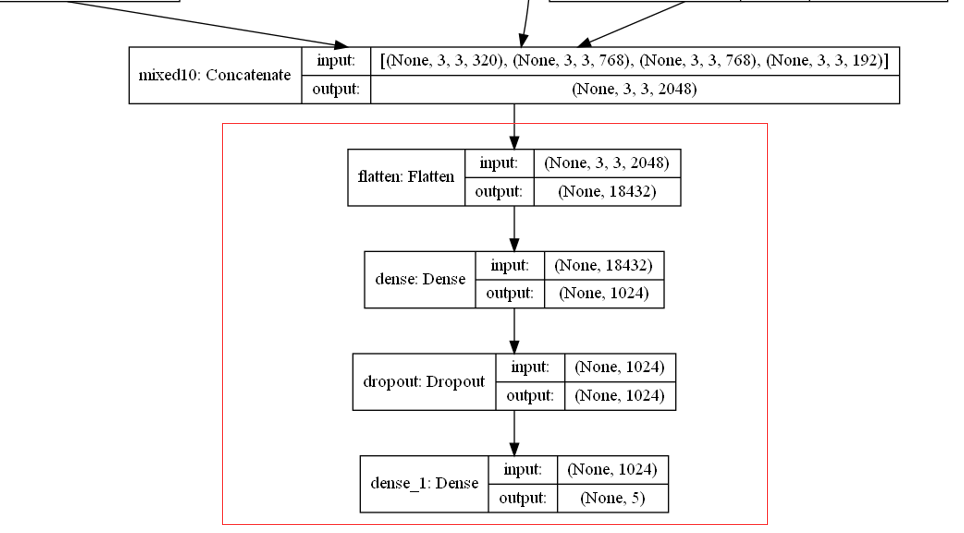 mixed10: Concatenate
input:
[(None, 3, 3, 320), (None, 3, 3, 768), (None, 3, 3, 768), (None, 3, 3, 192)]
output:
(None, 3, 3, 2048)
flatten: Flatten
input:
(None, 3, 3, 2048)
output:
(None, 18432)
dense: Dense
input:
(None, 18432)
output:
(None, 1024)
dropout: Dropout
input:
(None, 1024)
output:
(None, 1024)
dense_1: Dense
input:
(None, 1024)
output:
(None, 5)